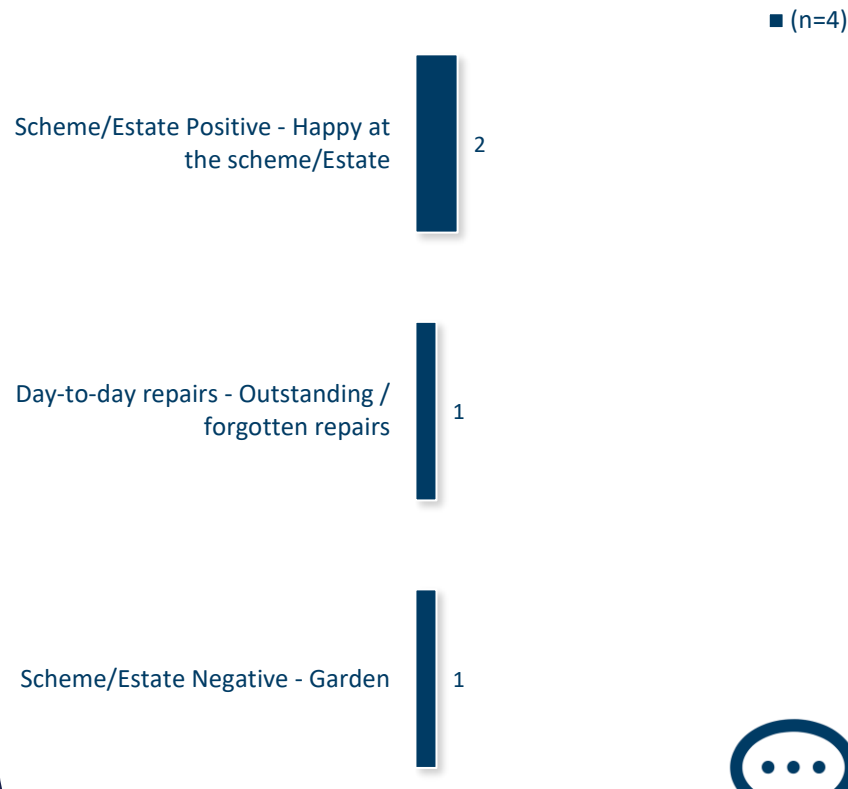 (n=4)
Scheme/Estate Positive - Happy at
the scheme/Estate
2
Day-to-day repairs - Outstanding /
forgotten repairs
1
Scheme/Estate Negative - Garden
1